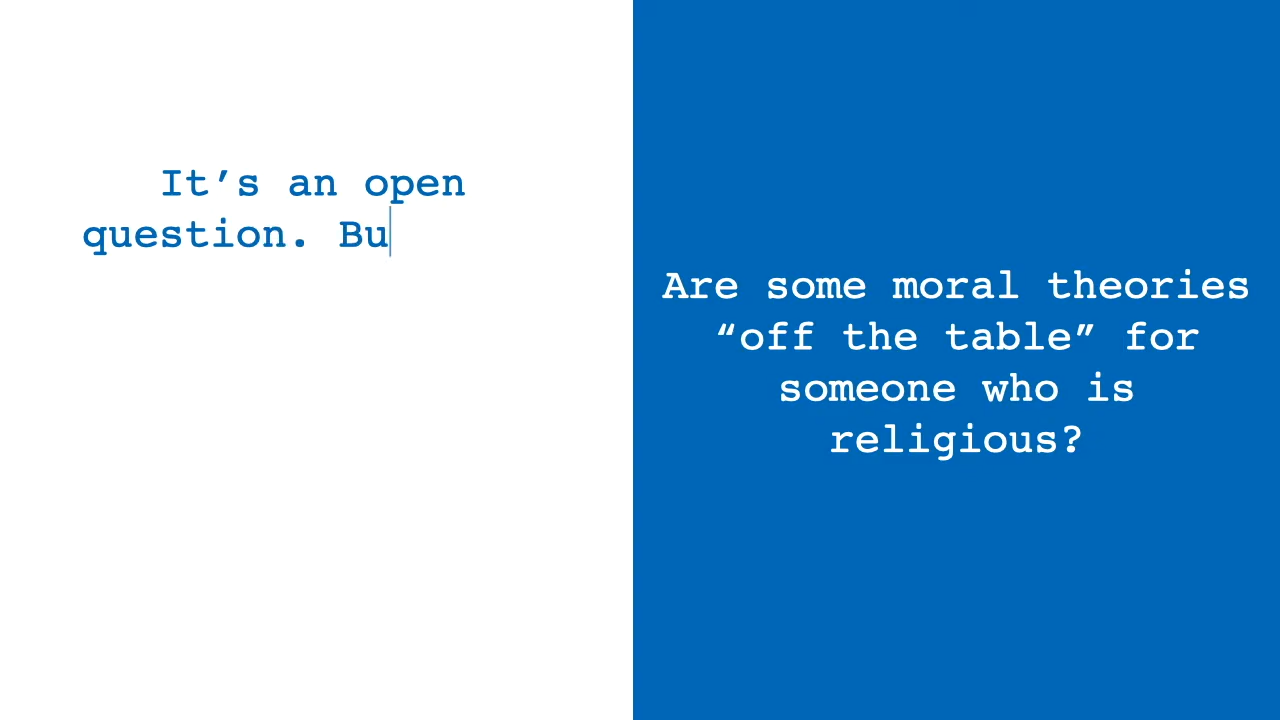 It’s an open
question. Bu
Are some moral theories
“off the table” for
someone who is
religious?